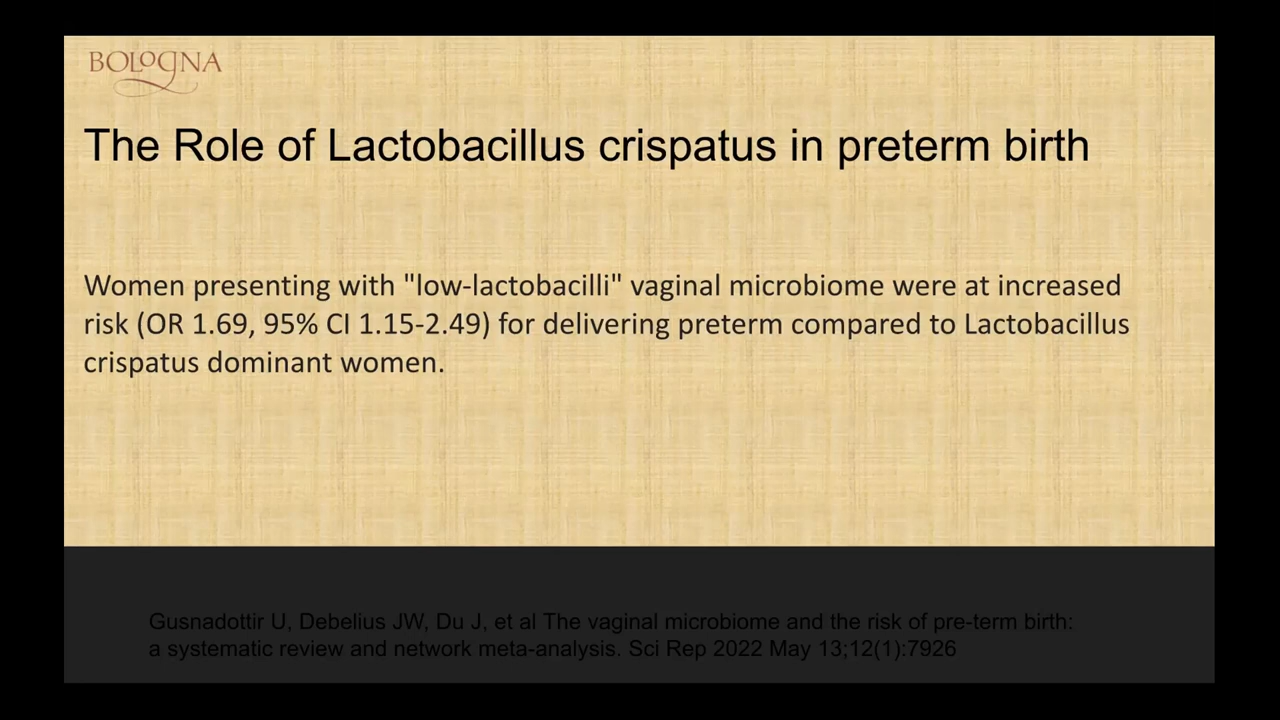 BOLOGNA
The Role of Lactobacillus crispatus in preterm birth
Women presenting with "low-lactobacilli" vaginal microbiome were at increased
risk (OR 1.69, 95% CI 1.15-2.49) for delivering preterm compared to Lactobacillus
crispatus dominant women.
Gusnadottir U, Debelius JW, Du J, et al The vaginal microbiome and the risk of pre-term birth:
a systematic review and network meta-analysis. Sci Rep 2022 May 13;12(1):7926